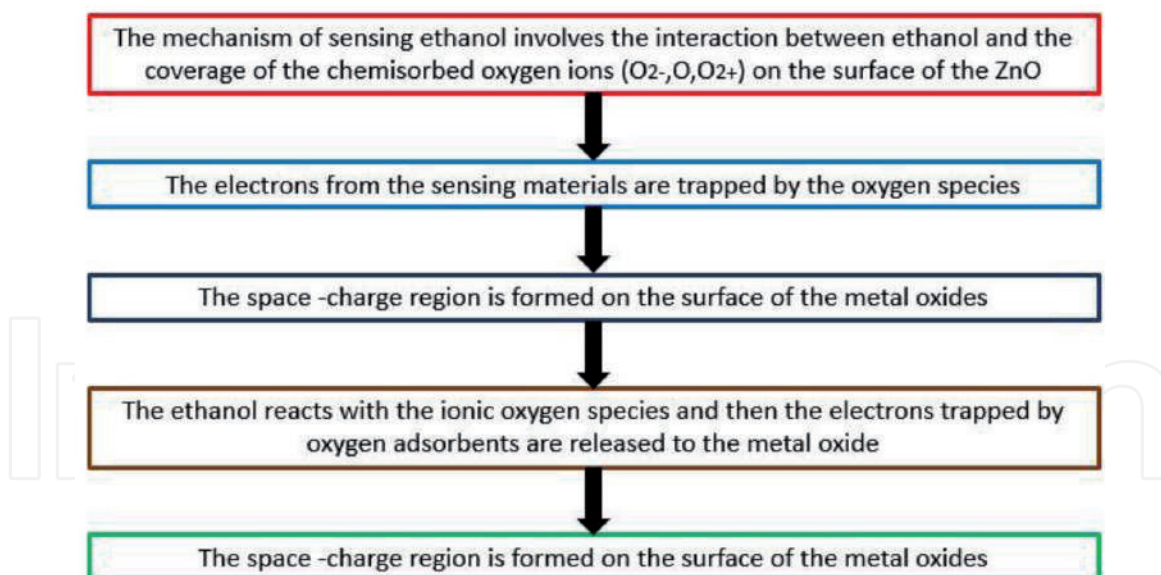 The mechanism of sensing ethanol involves the interaction between ethanol and the
coverage of the chemisorbed oxygen ions (O2-,O,O2+) on the surface of the ZnO
The electrons from the sensing materials are trapped by the oxygen species
The space -charge region is formed on the surface of the metal oxides
The ethanol reacts with the ionic oxygen species and then the electrons trapped by
oxygen adsorbents are released to the metal oxide
The space -charge region is formed on the surface of the metal oxides